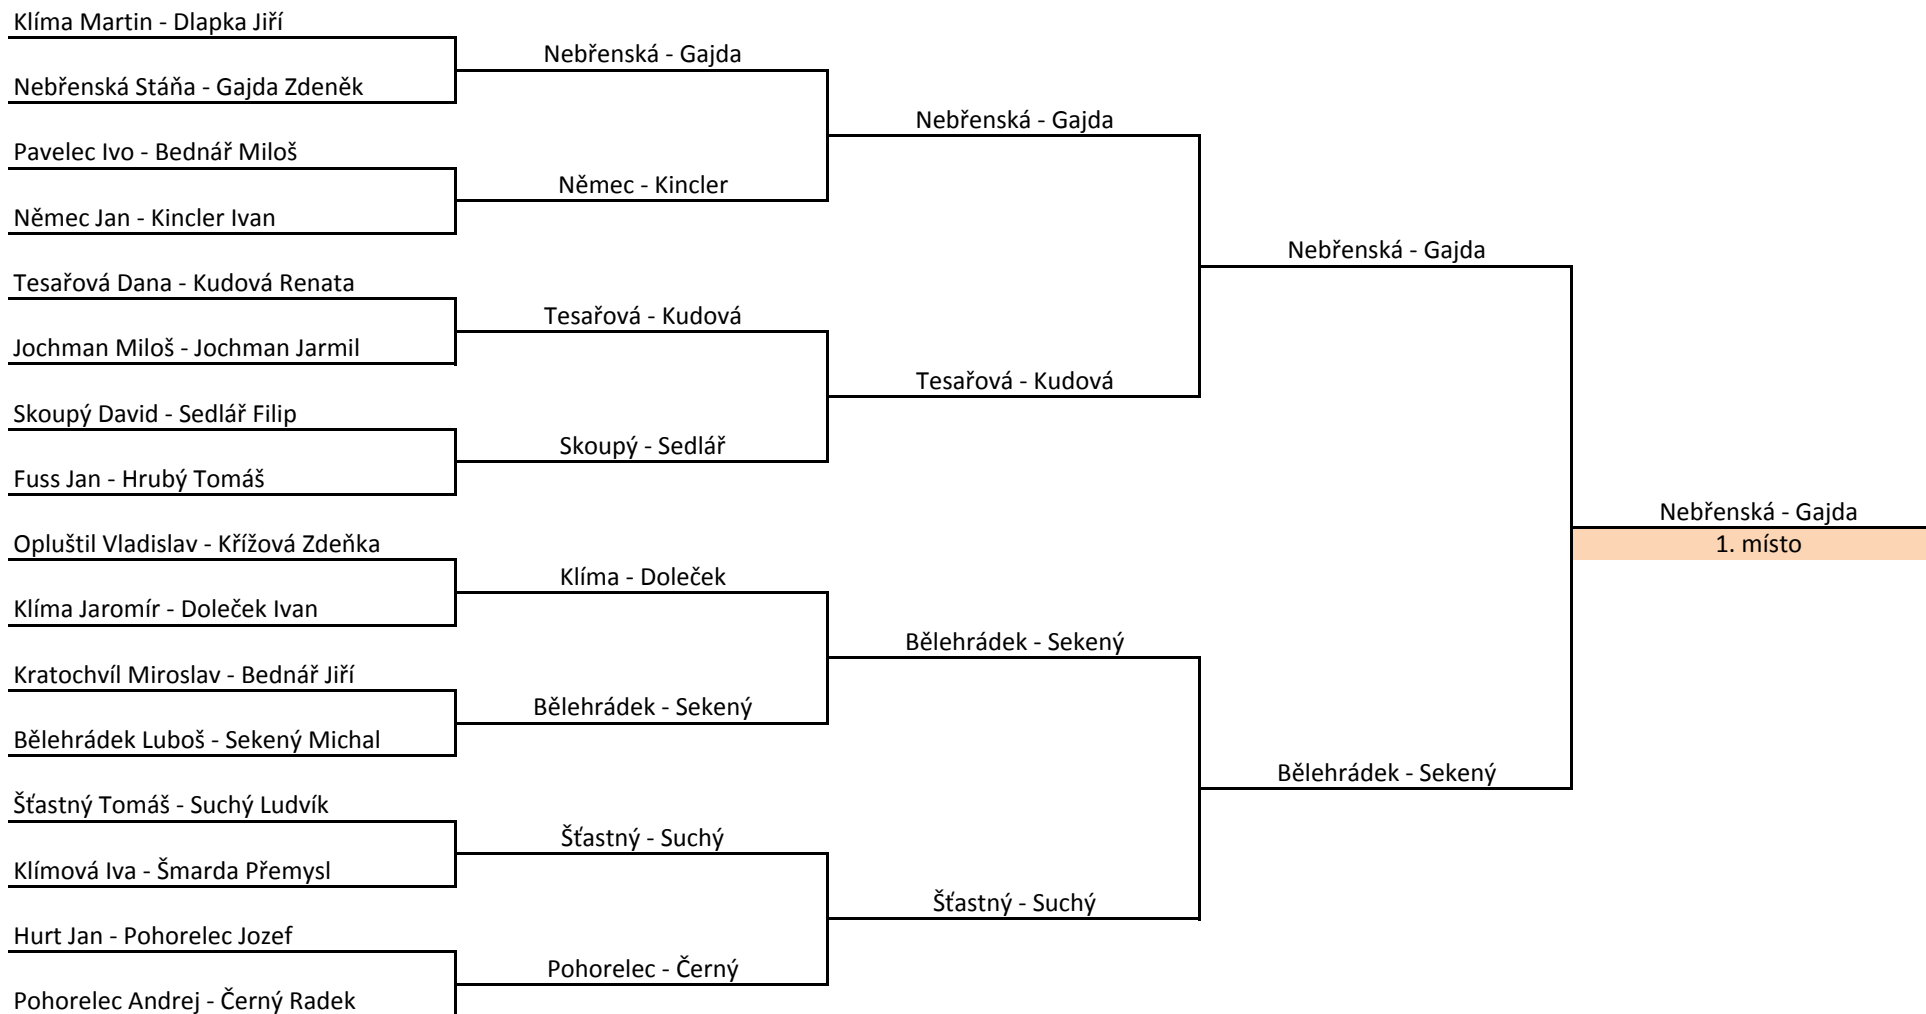 Klíma Martin - Dlapka Jiří
Nebřenská Stáňa - Gajda Zdeněk
Pavelec Ivo - Bednář Miloš
Němec Jan - Kincler Ivan
Tesařová Dana - Kudová Renata
Jochman Miloš - Jochman Jarmil
Skoupý David - Sedlář Filip
Fuss Jan - Hrubý Tomáš
Opluštil Vladislav - Křížová Zdeňka
Klíma Jaromír - Doleček Ivan
Kratochvíl Miroslav - Bednář Jiří
Bělehrádek Luboš - Sekený Michal
Šťastný Tomáš - Suchý Ludvík
Klímová Iva - Šmarda Přemysl
Hurt Jan - Pohorelec Jozef
Pohorelec Andrej - Černý Radek
Nebřenská - Gajda
Němec - Kincler
Tesařová - Kudová
Skoupý - Sedlář
Klíma - Doleček
Bělehrádek - Sekený
Šťastný - Suchý
Pohorelec - Černý
Nebřenská - Gajda
Tesařová - Kudová
Bělehrádek - Sekený
Šťastný - Suchý
Nebřenská - Gajda
Bělehrádek - Sekený
Nebřenská - Gajda
1. místo